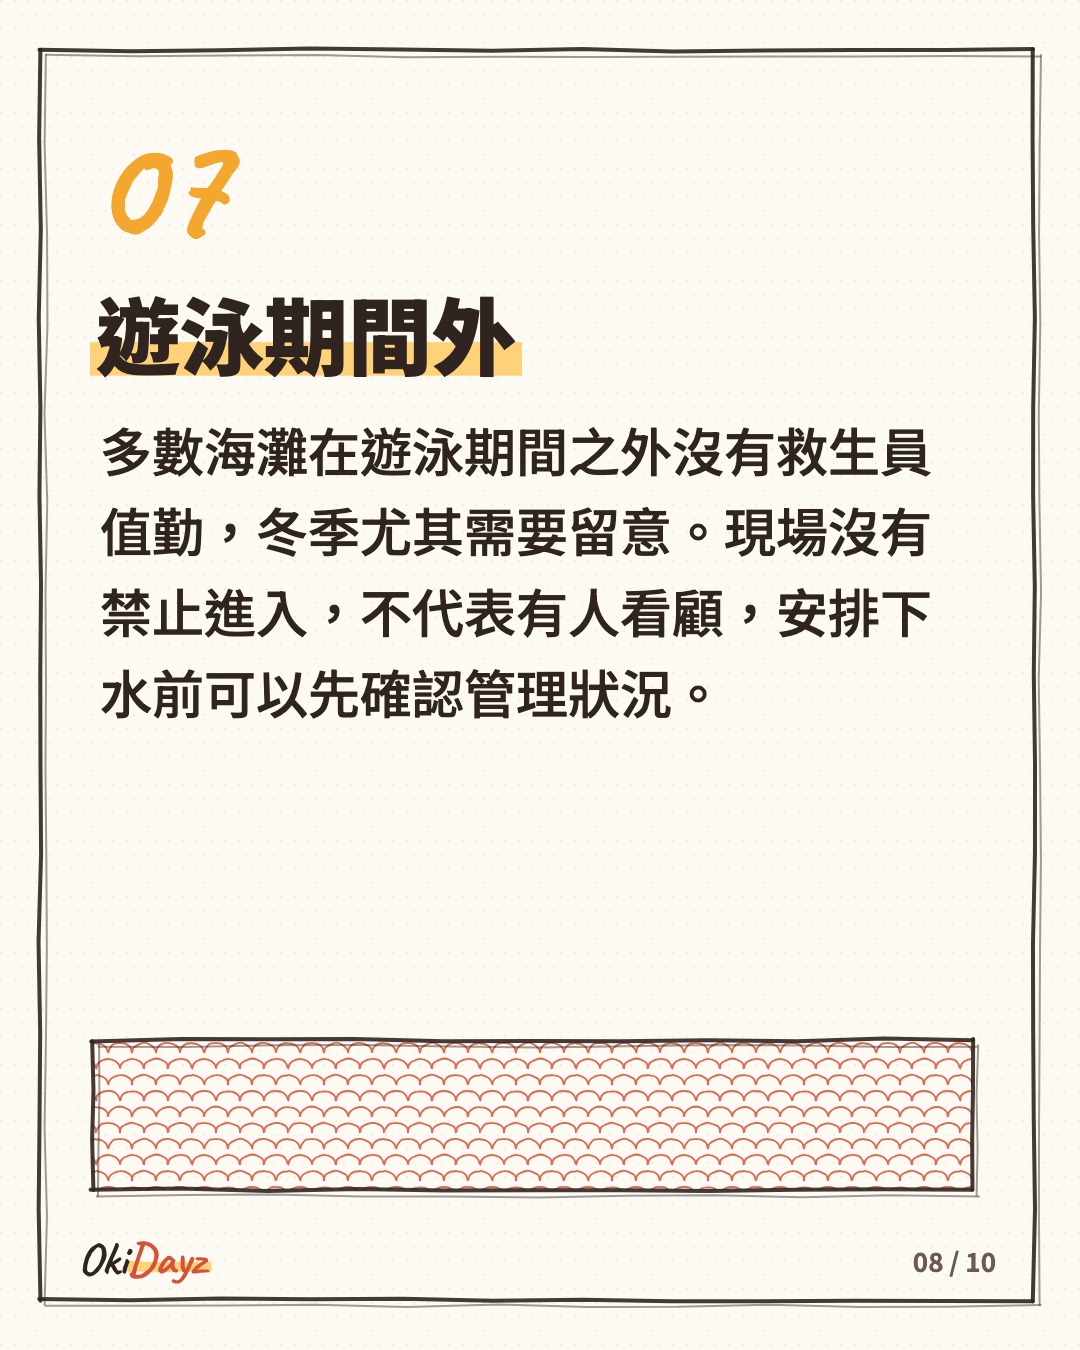 07
遊泳期間外
多數海灘在遊泳期間之外沒有救生員
值勤，冬季尤其需要留意。現場沒有
禁止進入，不代表有人看顧，安排下
水前可以先確認管理狀況。
OkiDayz
08 / 10